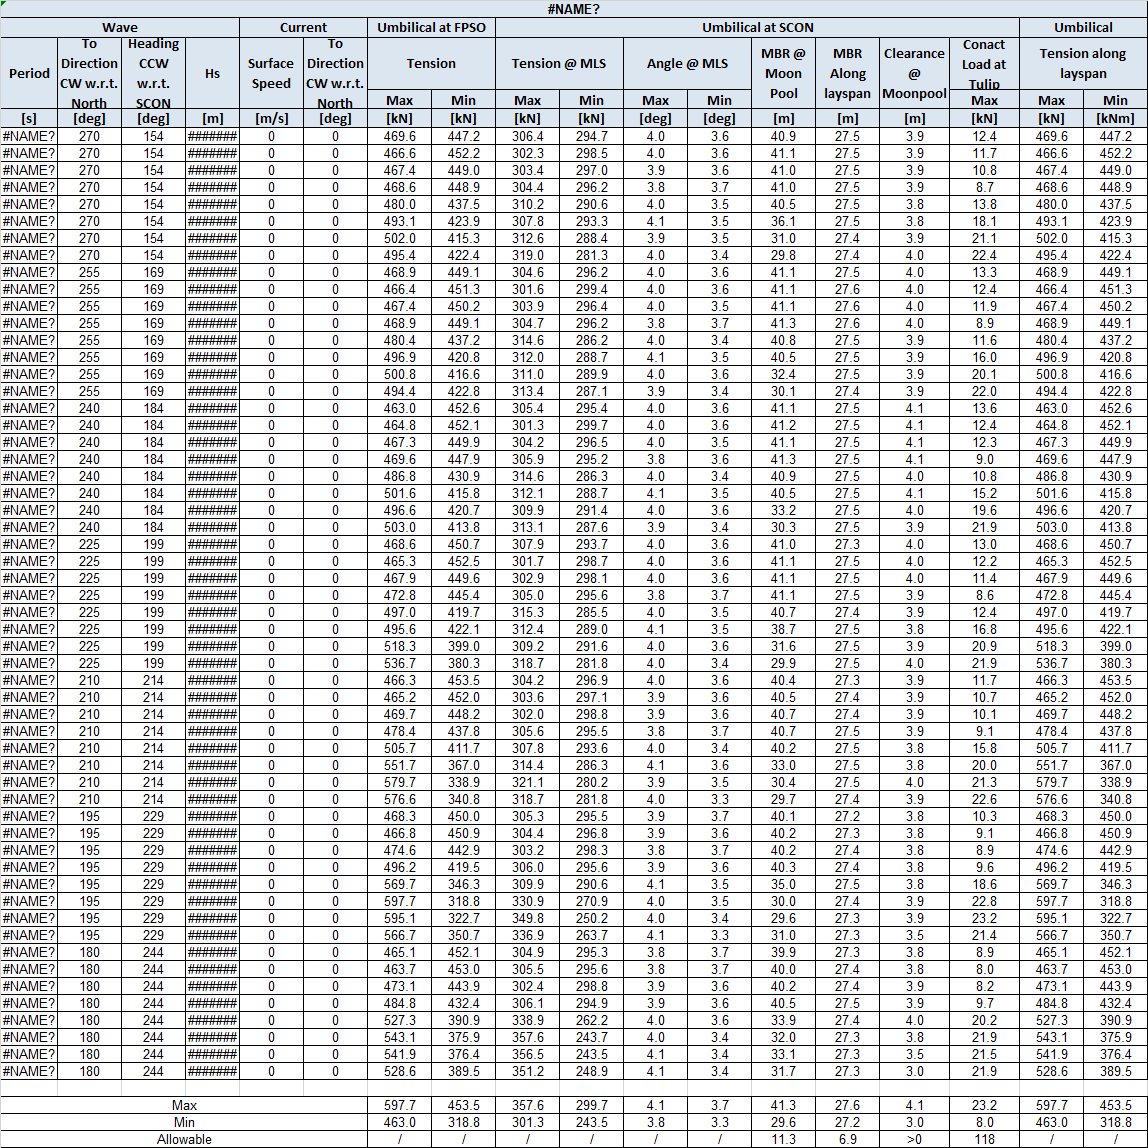 #NAME?
Wave Current Umbilical at FPSO Umbilical at SCON Umbilical
Period To Direction CW w.r.t. North Heading CCW w.r.t. SCON Hs Surface Speed To Direction CW w.r.t. North Tension Tension @ MLS Angle @ MLS MBR @ Moon Pool MBR Along layspan Clearance @ Moonpool Conact Load at Tulip Tension along layspan
Max Min Max Min Max Min Max Max Min
[s] [deg] [deg] [m] [m/s] [deg] [kN] [kN] [kN] [kN] [deg] [deg] [m] [m] [m] [kN] [kN] [kNm]
#NAME? 270 154 ####### 0 0 469.6 447.2 306.4 294.7 4.0 3.6 40.9 27.5 3.9 12.4 469.6 447.2
#NAME? 270 154 ####### 0 0 466.6 452.2 302.3 298.5 4.0 3.6 41.1 27.5 3.9 11.7 466.6 452.2
#NAME? 270 154 ####### 0 0 467.4 449.0 303.4 297.0 3.9 3.6 41.0 27.5 3.9 10.8 467.4 449.0
#NAME? 270 154 ####### 0 0 468.6 448.9 304.4 296.2 3.8 3.7 41.0 27.5 3.9 8.7 468.6 448.9
#NAME? 270 154 ####### 0 0 480.0 437.5 310.2 290.6 4.0 3.5 40.5 27.5 3.8 13.8 480.0 437.5
#NAME? 270 154 ####### 0 0 493.1 423.9 307.8 293.3 4.1 3.5 36.1 27.5 3.8 18.1 493.1 423.9
#NAME? 270 154 ####### 0 0 502.0 415.3 312.6 288.4 3.9 3.5 31.0 27.4 3.9 21.1 502.0 415.3
#NAME? 270 154 ####### 0 0 495.4 422.4 319.0 281.3 4.0 3.4 29.8 27.4 4.0 22.4 495.4 422.4
#NAME? 255 169 ####### 0 0 468.9 449.1 304.6 296.2 4.0 3.6 41.1 27.5 4.0 13.3 468.9 449.1
#NAME? 255 169 ####### 0 0 466.4 451.3 301.6 299.4 4.0 3.6 41.1 27.6 4.0 12.4 466.4 451.3
#NAME? 255 169 ####### 0 0 467.4 450.2 303.9 296.4 4.0 3.5 41.1 27.6 4.0 11.9 467.4 450.2
#NAME? 255 169 ####### 0 0 468.9 449.1 304.7 296.2 3.8 3.7 41.3 27.6 4.0 8.9 468.9 449.1
#NAME? 255 169 ####### 0 0 480.4 437.2 314.6 286.2 4.0 3.4 40.8 27.5 3.9 11.6 480.4 437.2
#NAME? 255 169 ####### 0 0 496.9 420.8 312.0 288.7 4.1 3.5 40.5 27.5 3.9 16.0 496.9 420.8
#NAME? 255 169 ####### 0 0 500.8 416.6 311.0 289.9 4.0 3.6 32.4 27.5 3.9 20.1 500.8 416.6
#NAME? 255 169 ####### 0 0 494.4 422.8 313.4 287.1 3.9 3.4 30.1 27.4 3.9 22.0 494.4 422.8
#NAME? 240 184 ####### 0 0 463.0 452.6 305.4 295.4 4.0 3.6 41.1 27.5 4.1 13.6 463.0 452.6
#NAME? 240 184 ####### 0 0 464.8 452.1 301.3 299.7 4.0 3.6 41.2 27.5 4.1 12.4 464.8 452.1
#NAME? 240 184 ####### 0 0 467.3 449.9 304.2 296.5 4.0 3.5 41.1 27.5 4.1 12.3 467.3 449.9
#NAME? 240 184 ####### 0 0 469.6 447.9 305.9 295.2 3.8 3.6 41.3 27.5 4.1 9.0 469.6 447.9
#NAME? 240 184 ####### 0 0 486.8 430.9 314.6 286.3 4.0 3.4 40.9 27.5 4.0 10.8 486.8 430.9
#NAME? 240 184 ####### 0 0 501.6 415.8 312.1 288.7 4.1 3.5 40.5 27.5 4.1 15.2 501.6 415.8
#NAME? 240 184 ####### 0 0 496.6 420.7 309.9 291.4 4.0 3.6 33.2 27.5 4.0 19.6 496.6 420.7
#NAME? 240 184 ####### 0 0 503.0 413.8 313.1 287.6 3.9 3.4 30.3 27.5 3.9 21.9 503.0 413.8
#NAME? 225 199 ####### 0 0 468.6 450.7 307.9 293.7 4.0 3.6 41.0 27.3 4.0 13.0 468.6 450.7
#NAME? 225 199 ####### 0 0 465.3 452.5 301.7 298.7 4.0 3.6 41.1 27.5 4.0 12.2 465.3 452.5
#NAME? 225 199 ####### 0 0 467.9 449.6 302.9 298.1 4.0 3.6 41.1 27.5 4.0 11.4 467.9 449.6
#NAME? 225 199 ####### 0 0 472.8 445.4 305.0 295.6 3.8 3.7 41.1 27.5 3.9 8.6 472.8 445.4
#NAME? 225 199 ####### 0 0 497.0 419.7 315.3 285.5 4.0 3.5 40.7 27.4 3.9 12.4 497.0 419.7
#NAME? 225 199 ####### 0 0 495.6 422.1 312.4 289.0 4.1 3.5 38.7 27.5 3.8 16.8 495.6 422.1
#NAME? 225 199 ####### 0 0 518.3 399.0 309.2 291.6 4.0 3.6 31.6 27.5 3.9 20.9 518.3 399.0
#NAME? 225 199 ####### 0 0 536.7 380.3 318.7 281.8 4.0 3.4 29.9 27.5 4.0 21.9 536.7 380.3
#NAME? 210 214 ####### 0 0 466.3 453.5 304.2 296.9 4.0 3.6 40.4 27.3 3.9 11.7 466.3 453.5
#NAME? 210 214 ####### 0 0 465.2 452.0 303.6 297.1 3.9 3.6 40.5 27.4 3.9 10.7 465.2 452.0
#NAME? 210 214 ####### 0 0 469.7 448.2 302.0 298.8 3.9 3.6 40.7 27.4 3.9 10.1 469.7 448.2
#NAME? 210 214 ####### 0 0 478.4 437.8 305.6 295.5 3.8 3.7 40.7 27.5 3.9 9.1 478.4 437.8
#NAME? 210 214 ####### 0 0 505.7 411.7 307.8 293.6 4.0 3.4 40.2 27.5 3.8 15.8 505.7 411.7
#NAME? 210 214 ####### 0 0 551.7 367.0 314.4 286.3 4.1 3.6 33.0 27.5 3.8 20.0 551.7 367.0
#NAME? 210 214 ####### 0 0 579.7 338.9 321.1 280.2 3.9 3.5 30.4 27.5 4.0 21.3 579.7 338.9
#NAME? 210 214 ####### 0 0 576.6 340.8 318.7 281.8 4.0 3.3 29.7 27.4 3.9 22.6 576.6 340.8
#NAME? 195 229 ####### 0 0 468.3 450.0 305.3 295.5 3.9 3.7 40.1 27.2 3.8 10.3 468.3 450.0
#NAME? 195 229 ####### 0 0 466.8 450.9 304.4 296.8 3.9 3.6 40.2 27.3 3.8 9.1 466.8 450.9
#NAME? 195 229 ####### 0 0 474.6 442.9 303.2 298.3 3.8 3.7 40.2 27.4 3.8 8.9 474.6 442.9
#NAME? 195 229 ####### 0 0 496.2 419.5 306.0 295.6 3.9 3.6 40.3 27.4 3.8 9.6 496.2 419.5
#NAME? 195 229 ####### 0 0 569.7 346.3 309.9 290.6 4.1 3.5 35.0 27.5 3.8 18.6 569.7 346.3
#NAME? 195 229 ####### 0 0 597.7 318.8 330.9 270.9 4.0 3.5 30.0 27.4 3.9 22.8 597.7 318.8
#NAME? 195 229 ####### 0 0 595.1 322.7 349.8 250.2 4.0 3.4 29.6 27.3 3.9 23.2 595.1 322.7
#NAME? 195 229 ####### 0 0 566.7 350.7 336.9 263.7 4.1 3.3 31.0 27.3 3.5 21.4 566.7 350.7
#NAME? 180 244 ####### 0 0 465.1 452.1 304.9 295.3 3.8 3.7 39.9 27.3 3.8 8.9 465.1 452.1
#NAME? 180 244 ####### 0 0 463.7 453.0 305.5 295.6 3.8 3.7 40.0 27.4 3.8 8.0 463.7 453.0
#NAME? 180 244 ####### 0 0 473.1 443.9 302.4 298.8 3.9 3.6 40.2 27.4 3.9 8.2 473.1 443.9
#NAME? 180 244 ####### 0 0 484.8 432.4 306.1 294.9 3.9 3.6 40.5 27.5 3.9 9.7 484.8 432.4
#NAME? 180 244 ####### 0 0 527.3 390.9 338.9 262.2 4.0 3.6 33.9 27.4 4.0 20.2 527.3 390.9
#NAME? 180 244 ####### 0 0 543.1 375.9 357.6 243.7 4.0 3.4 32.0 27.3 3.8 21.9 543.1 375.9
#NAME? 180 244 ####### 0 0 541.9 376.4 356.5 243.5 4.1 3.4 33.1 27.3 3.5 21.5 541.9 376.4
#NAME? 180 244 ####### 0 0 528.6 389.5 351.2 248.9 4.1 3.4 31.7 27.3 3.0 21.9 528.6 389.5
Max 597.7 453.5 357.6 299.7 4.1 3.7 41.3 27.6 4.1 23.2 597.7 453.5
Min 463.0 318.8 301.3 243.5 3.8 3.3 29.6 27.2 3.0 8.0 463.0 318.8
Allowable / / / / / / 11.3 6.9 >0 118 / /